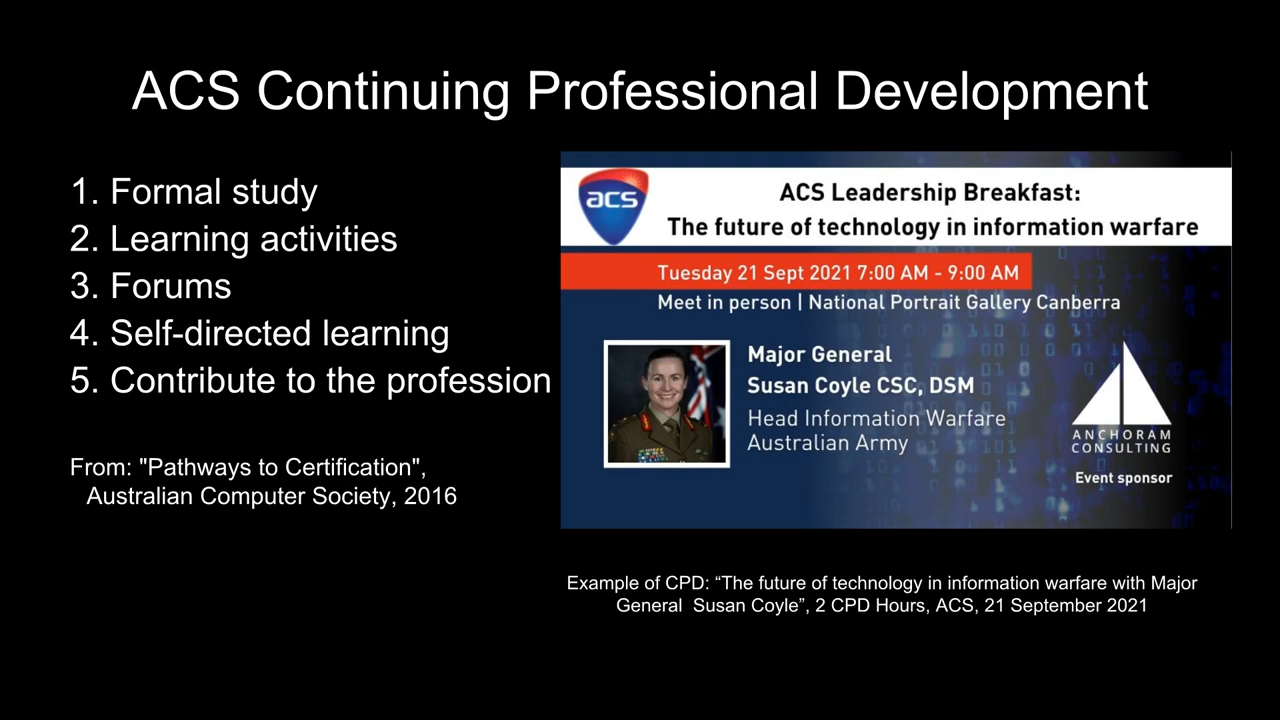 ACS Continuing Professional Development
1. Formal study
2. Learning activities
3. Forums
4. Self-directed learning
5. Contribute to the profession
From: "Pathways to Certification",
Australian Computer Society, 2016
acs
ACS Leadership Breakfast:
The future of technology in information warfare
Tuesday 21 Sept 2021 7:00 AM - 9:00 AM
Meet in person | National Portrait Gallery Canberra
Major General
Susan Coyle CSC, DSM
Head Information Warfare
Australian Army
ANCHORAM
CONSULTING
Event sponsor
Example of CPD: “The future of technology in information warfare with Major
General  Susan Coyle”, 2 CPD Hours, ACS, 21 September 2021